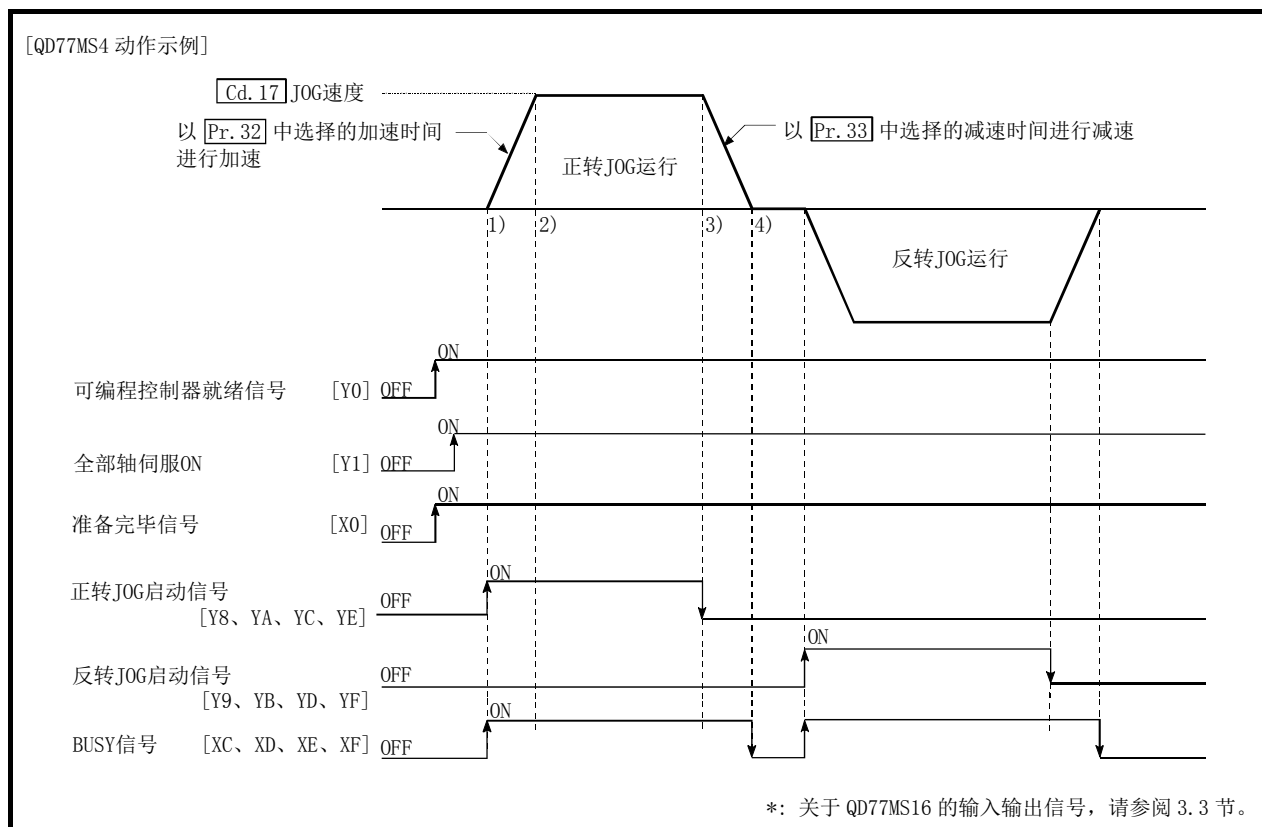 [QD77MS4 动作示例]
Cd.17 JOG速度
以 Pr.32 中选择的加速时间
进行加速
以 Pr.33 中选择的减速时间进行减速
正转JOG运行
1) 2) 3) 4)
反转JOG运行
ON
可编程控制器就绪信号 [Y0] OFF
ON
全部轴伺服ON [Y1] OFF
ON
准备完毕信号 [X0] OFF
ON
正转JOG启动信号 OFF
[Y8、YA、YC、YE]
ON
反转JOG启动信号 OFF
[Y9、YB、YD、YF]
ON
BUSY信号 [XC、XD、XE、XF] OFF
*: 关于 QD77MS16 的输入输出信号，请参阅 3.3 节。